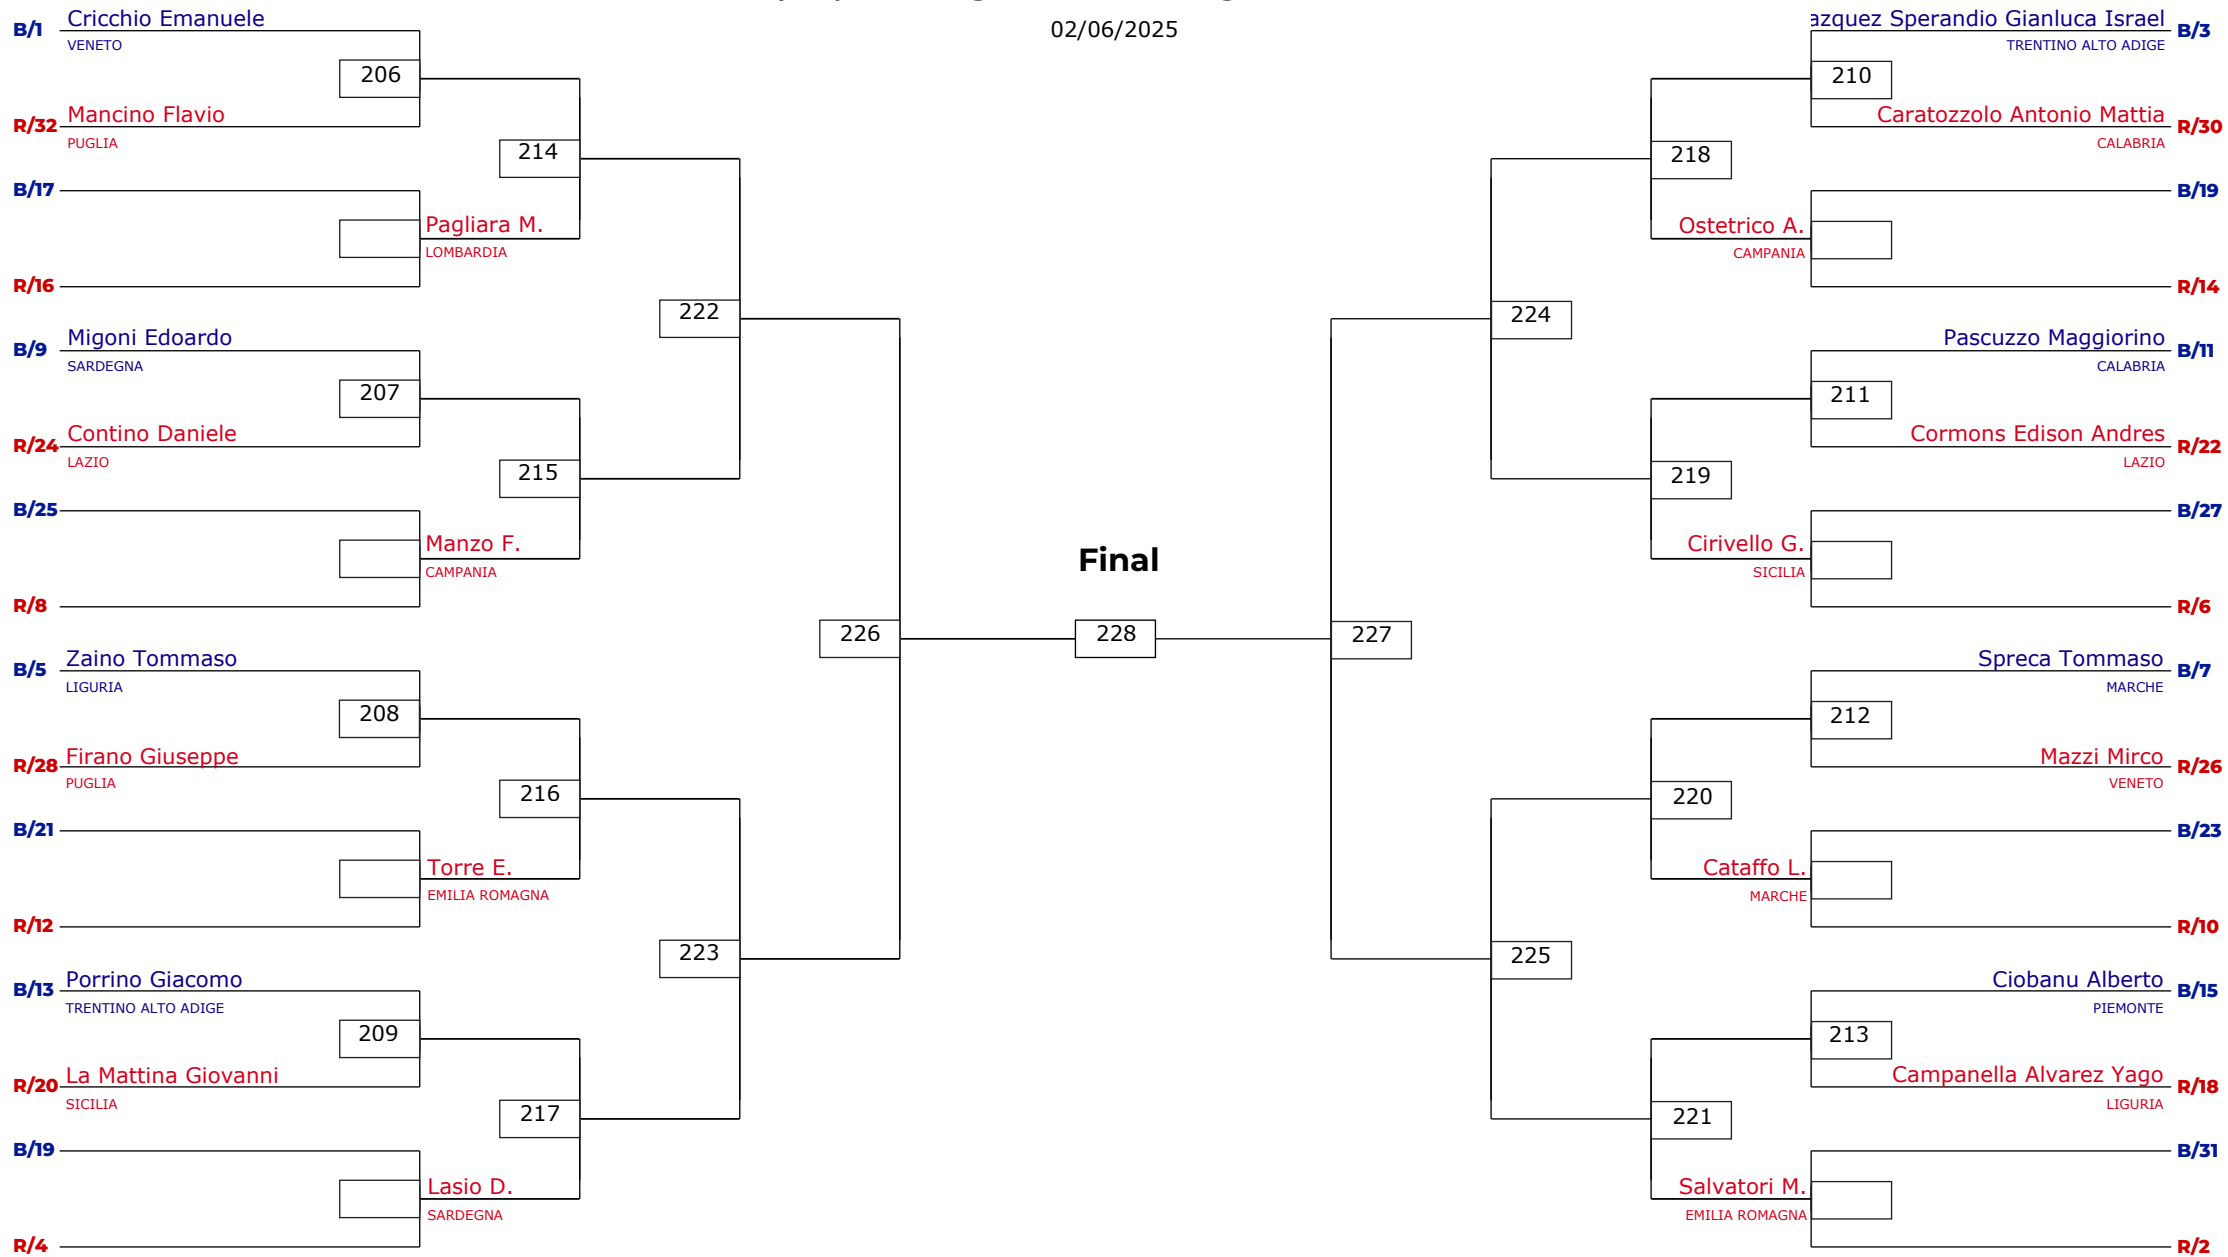 02/06/2025
B/1 Cricchio Emanuele
VENETO
206
R/32 Mancino Flavio
PUGLIA
214
B/17
Pagliara M.
LOMBARDIA
R/16
222
B/9 Migoni Edoardo
SARDEGNA
207
R/24 Contino Daniele
LAZIO
215
B/25
Manzo F.
CAMPANIA
R/8
226
B/5 Zaino Tommaso
LIGURIA
208
R/28 Firano Giuseppe
PUGLIA
216
B/21
Torre E.
EMILIA ROMAGNA
R/12
223
B/13 Porrino Giacomo
TRENTINO ALTO ADIGE
209
R/20 La Mattina Giovanni
SICILIA
217
B/19
Lasio D.
SARDEGNA
R/4
Final
228
Sperandio Gianluca Israel B/3
TRENTINO ALTO ADIGE
210
Caratozzolo Antonio Mattia R/30
CALABRIA
218
B/19
Ostetrico A.
CAMPANIA
R/14
224
Pascuzzo Maggiorino B/11
CALABRIA
211
Cormons Edison Andres R/22
LAZIO
219
B/27
Cirivello G.
SICILIA
R/6
227
Spreca Tommaso B/7
MARCHE
212
Mazzi Mirco R/26
VENETO
220
B/23
Cataffo L.
MARCHE
R/10
225
Ciobanu Alberto B/15
PIEMONTE
213
Campanella Alvarez Yago R/18
LIGURIA
221
B/31
Salvatori M.
EMILIA ROMAGNA
R/2